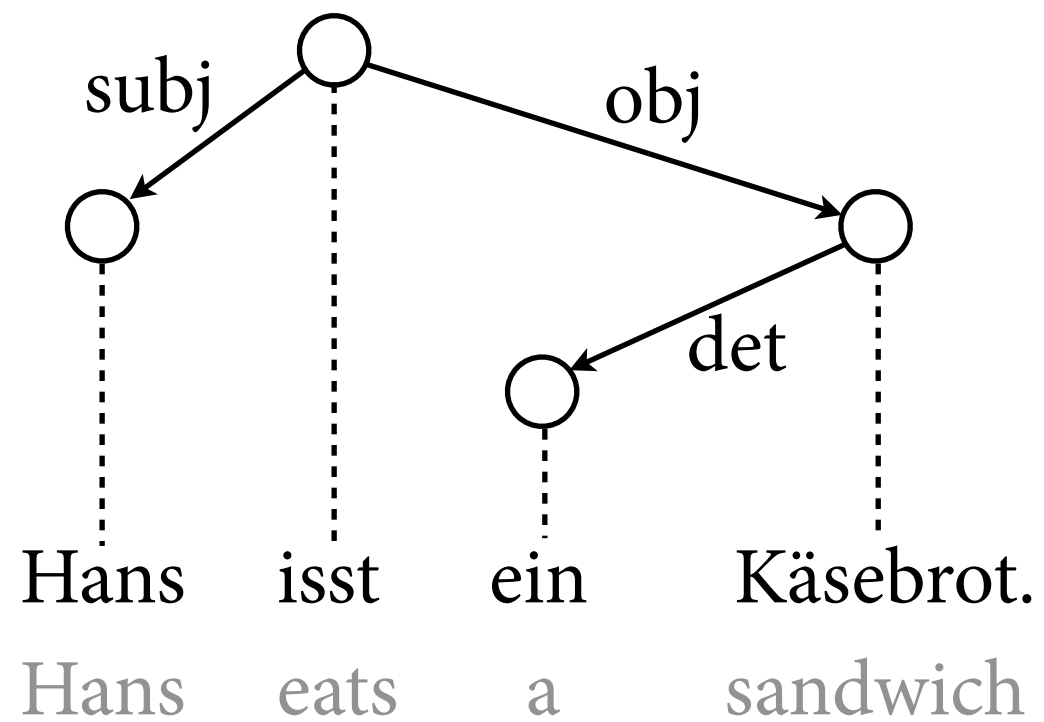 subj
obj
det
Hans isst ein Käsebrot.
Hans eats a sandwich